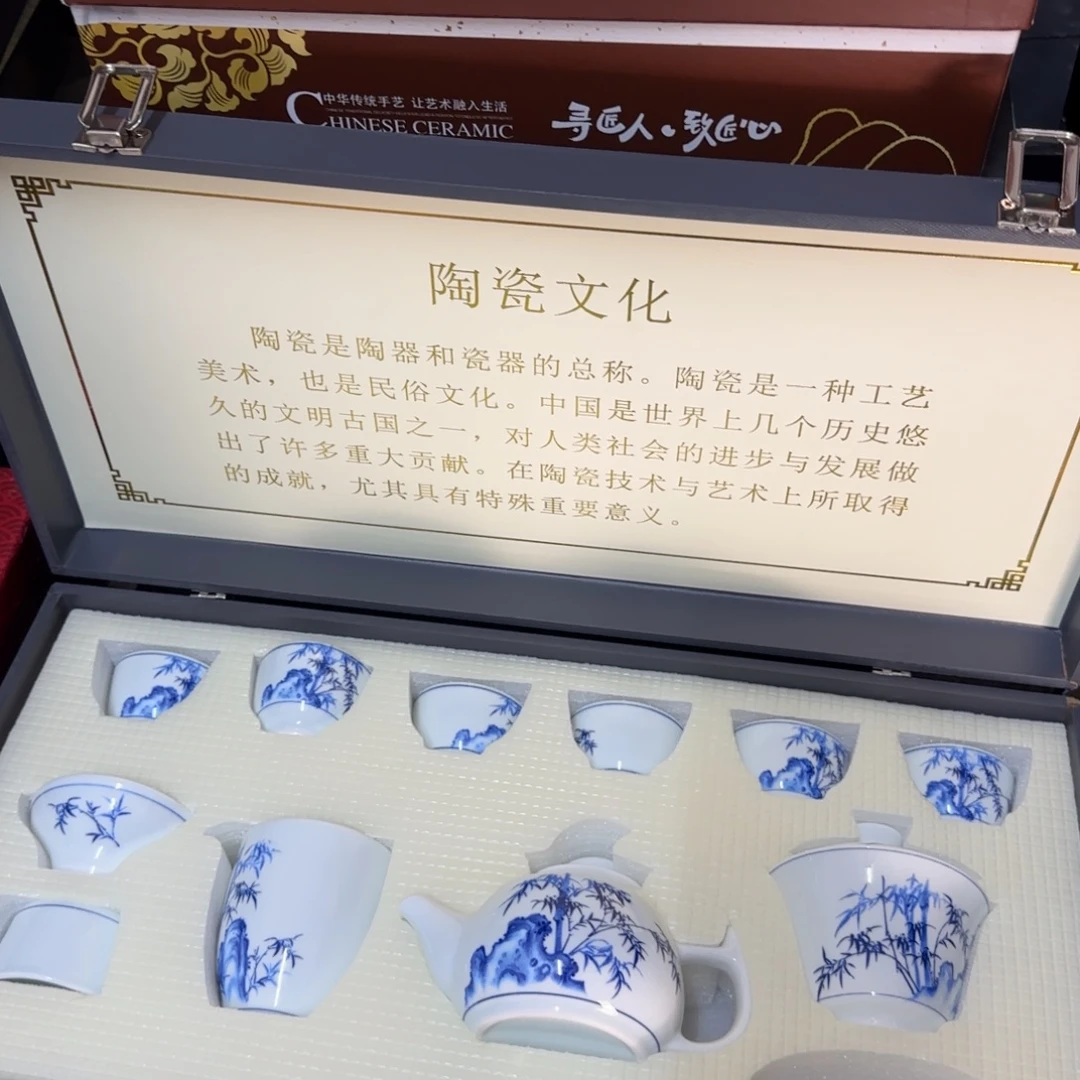 中华传统手艺 让艺术融入生活
CHINESE CERAMIC
寻匠人·致匠心
陶瓷文化
陶瓷是陶器和瓷器的总称。陶瓷是一种工艺
美术，也是民俗文化。中国是世界上几个历史悠
久的文明古国之一，对人类社会的进步与发展做
出了许多重大贡献。在陶瓷技术与艺术上所取得
的成就，尤其具有特殊重要意义。